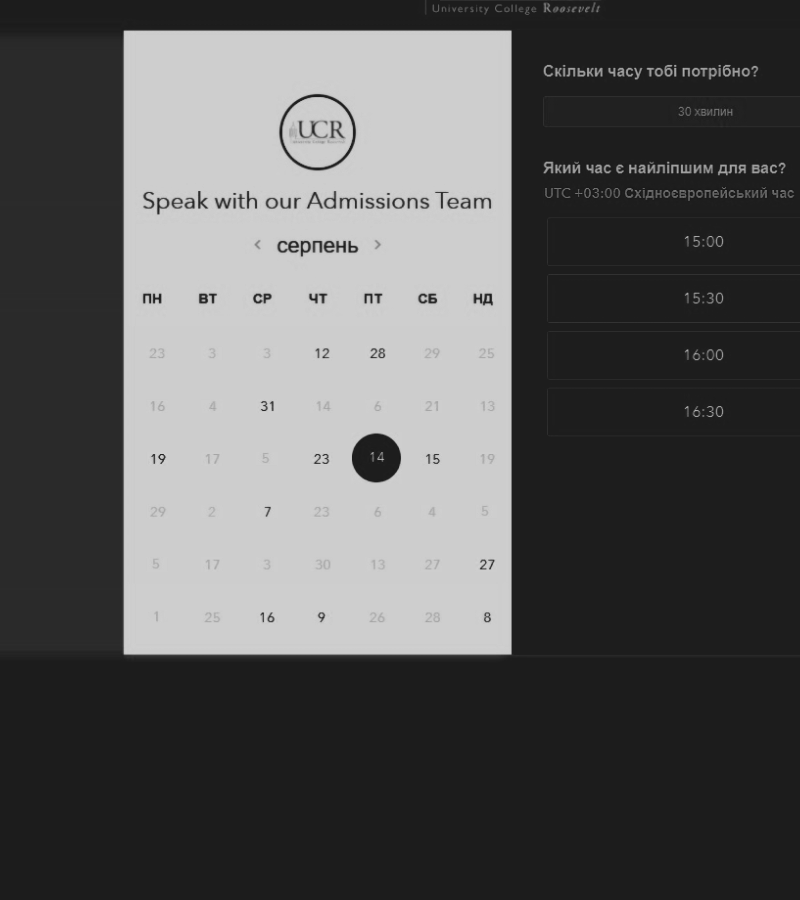 University College Roosevelt
UCR
Speak with our Admissions Team
< серпень >
ПН ВТ СР ЧТ ПТ СБ НД
23 3 3 12 28 29 25
16 4 31 14 6 21 13
19 17 5 23 14 15 19
29 2 7 23 6 4 5
5 17 3 30 13 27 27
1 25 16 9 26 28 8
Скільки часу тобі потрібно?
30 хвилин
Який час є найліпшим для вас?
UTC +03:00 Східноєвропейський час
15:00
15:30
16:00
16:30